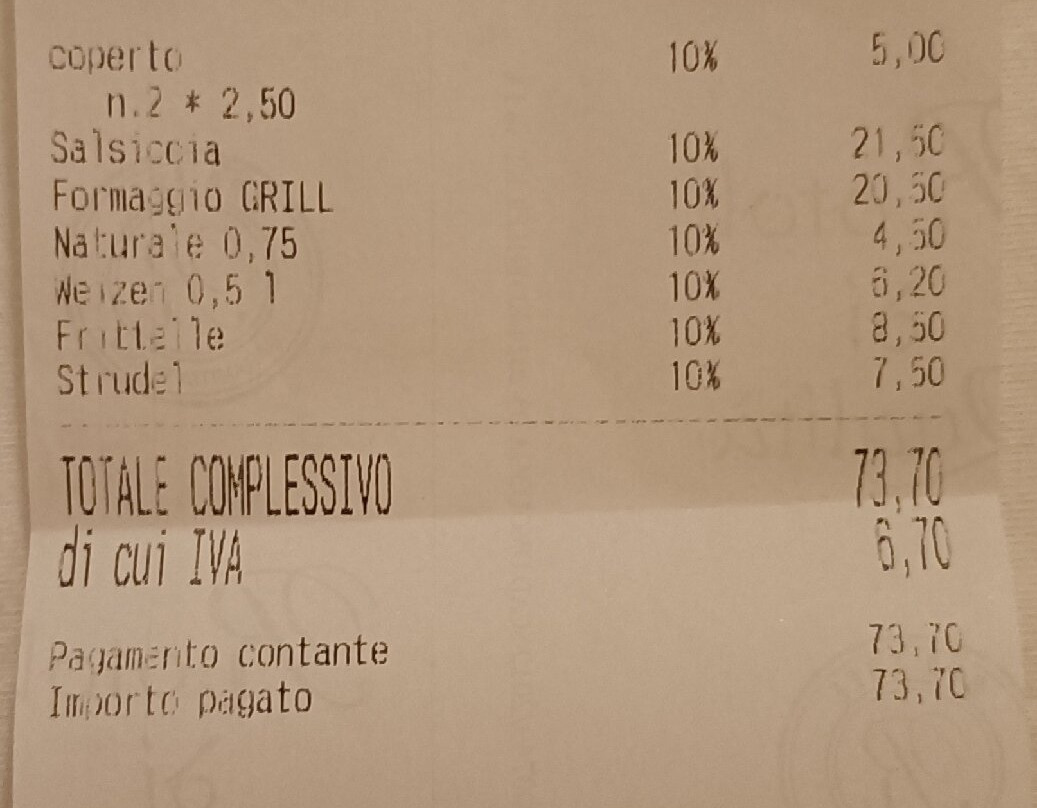 coperto 10% 5,00
n.2 * 2,50
Salsiccia 10% 21,50
Formaggio GRILL 10% 20,50
Naturale 0,75 10% 4,50
Weizen 0,5 l 10% 6,20
Frittelle 10% 8,50
Strudel 10% 7,50
TOTALE COMPLESSIVO 73,70
di cui IVA 6,70
Pagamento contante 73,70
Importo pagato 73,70